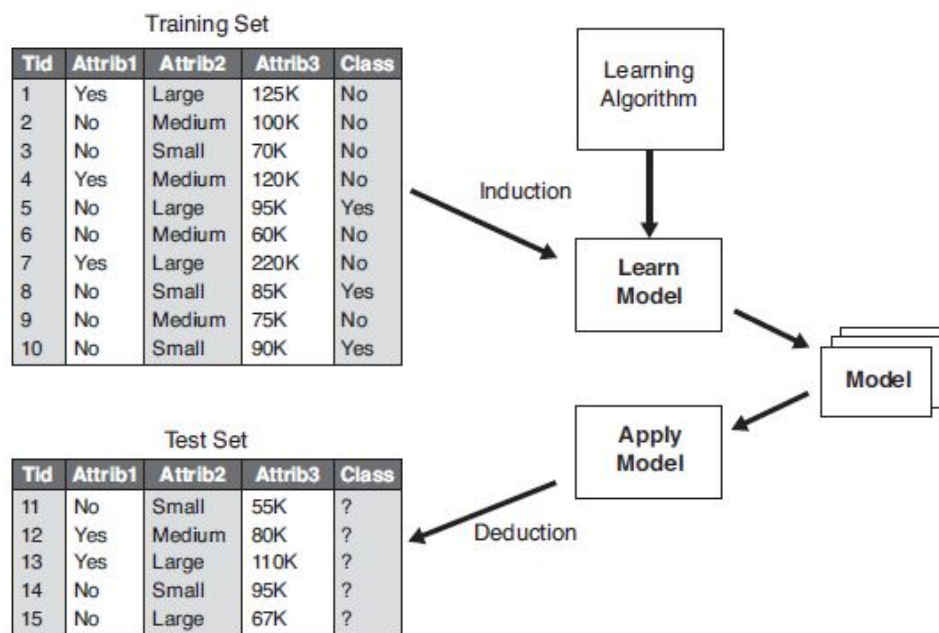 Training Set
Tid Attrib1 Attrib2 Attrib3 Class
1 Yes Large 125K No
2 No Medium 100K No
3 No Small 70K No
4 Yes Medium 120K No
5 No Large 95K Yes
6 No Medium 60K No
7 Yes Large 220K No
8 No Small 85K Yes
9 No Medium 75K No
10 No Small 90K Yes
Learning
Algorithm
Induction
Learn
Model
Model
Apply
Model
Deduction
Test Set
Tid Attrib1 Attrib2 Attrib3 Class
11 No Small 55K ?
12 Yes Medium 80K ?
13 Yes Large 110K ?
14 No Small 95K ?
15 No Large 67K ?